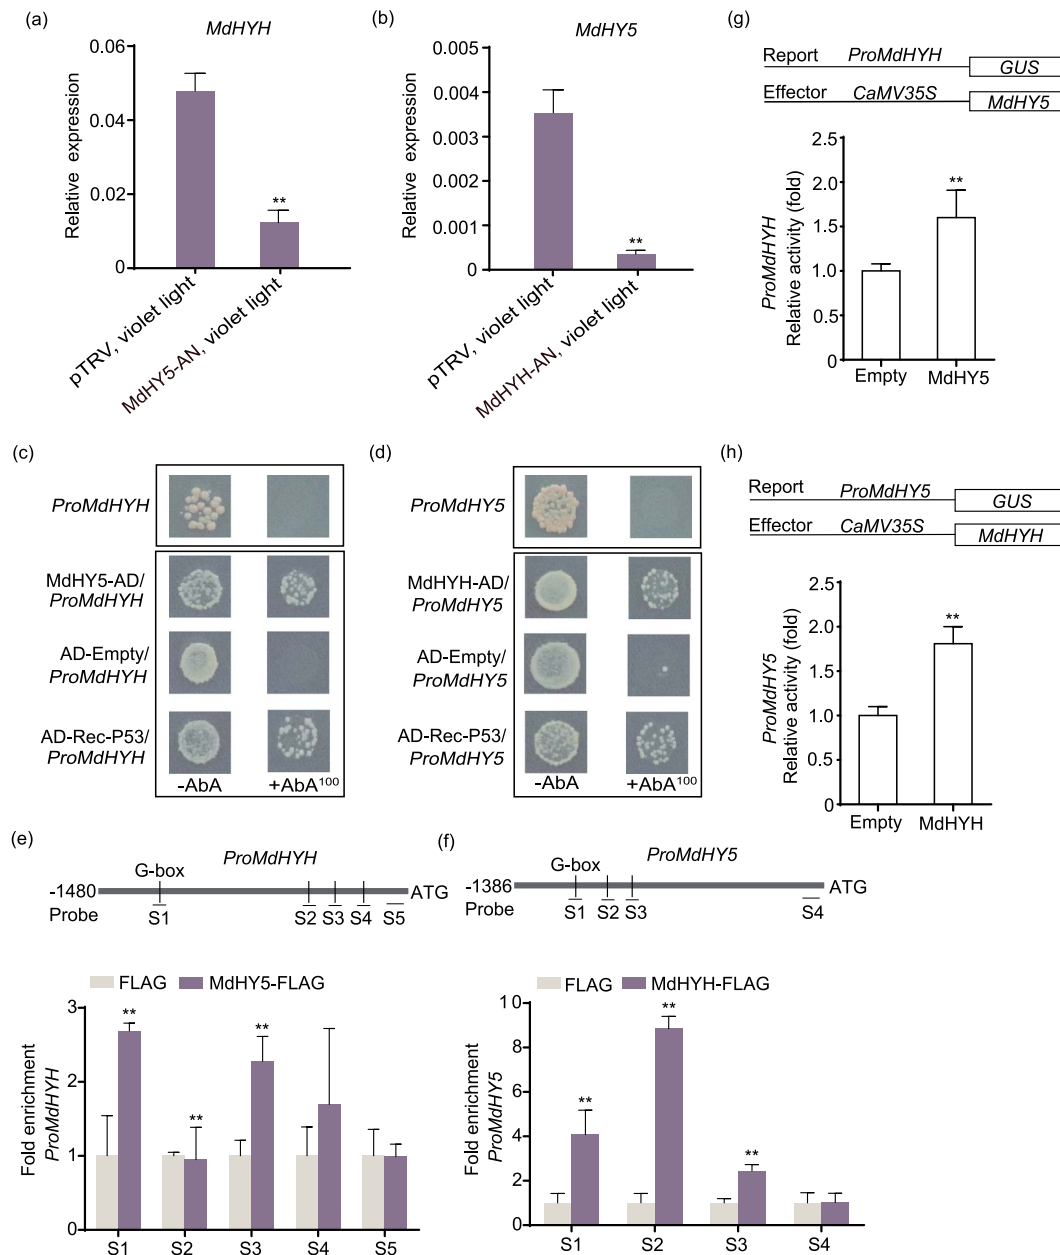 (a)
MdHYH
Relative expression
0.06
0.04
0.02
0
**
pTRV, violet light
MdHY5-AN, violet light
(b)
MdHY5
Relative expression
0.005
0.004
0.003
0.002
0.001
0
**
pTRV, violet light
MdHYH-AN, violet light
(g)
Report ProMdHYH GUS
Effector CaMV35S MdHY5
ProMdHYH
Relative activity (fold)
2.5
2.0
1.5
1.0
0.5
0
**
Empty MdHY5
(c)
ProMdHYH
MdHY5-AD/
ProMdHYH
AD-Empty/
ProMdHYH
AD-Rec-P53/
ProMdHYH
-AbA +AbA¹⁰⁰
(d)
ProMdHY5
MdHYH-AD/
ProMdHY5
AD-Empty/
ProMdHY5
AD-Rec-P53/
ProMdHY5
-AbA +AbA¹⁰⁰
(h)
Report ProMdHY5 GUS
Effector CaMV35S MdHYH
ProMdHY5
Relative activity (fold)
2.5
2.0
1.5
1.0
0.5
0
**
Empty MdHYH
(e)
ProMdHYH
G-box
-1480 ATG
Probe S1 S2 S3 S4 S5
FLAG MdHY5-FLAG
Fold enrichment
ProMdHYH
3
2
1
0
** ** **
S1 S2 S3 S4 S5
(f)
ProMdHY5
G-box
-1386 ATG
Probe S1 S2 S3 S4
FLAG MdHYH-FLAG
Fold enrichment
ProMdHY5
10
8
6
4
2
0
** ** **
S1 S2 S3 S4